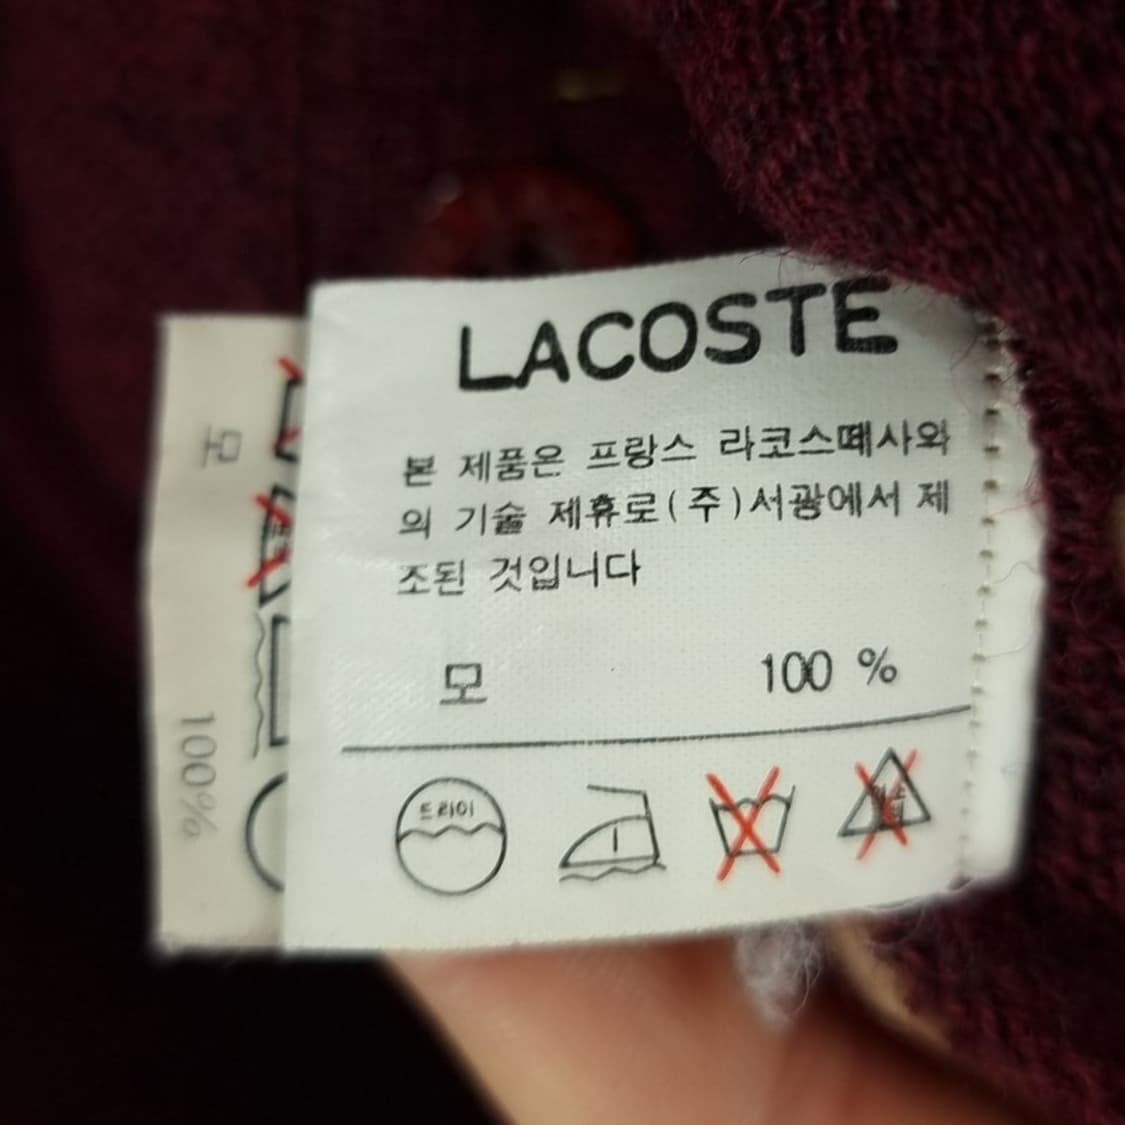 LACOSTE
본 제품은 프랑스 라코스떼사와
의 기술 제휴로(주)서광에서 제
조된 것입니다
모 100 %
드라이
모
100%